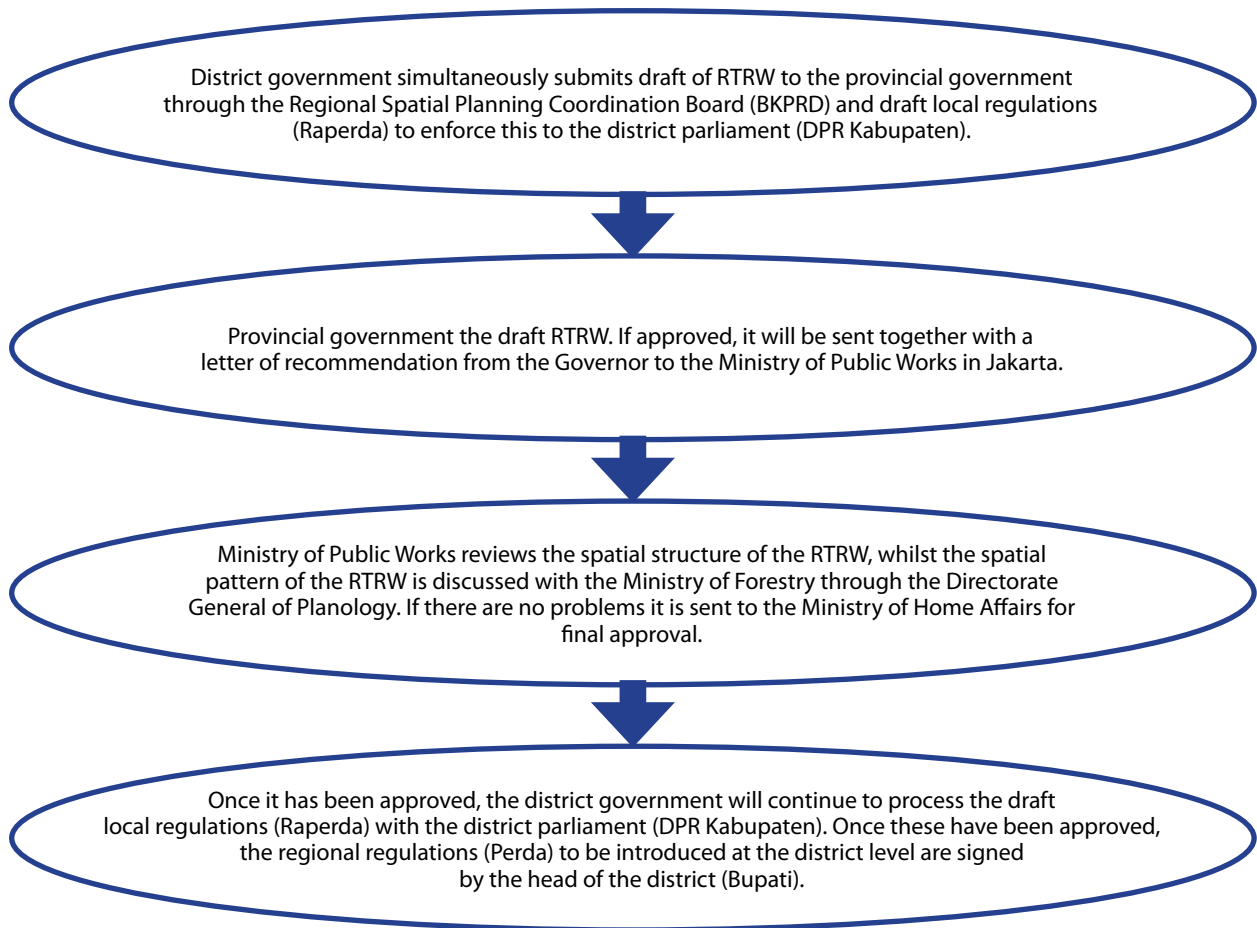 District government simultaneously submits draft of RTRW to the provincial government
through the Regional Spatial Planning Coordination Board (BKPRD) and draft local regulations
(Raperda) to enforce this to the district parliament (DPR Kabupaten).
Provincial government the draft RTRW. If approved, it will be sent together with a
letter of recommendation from the Governor to the Ministry of Public Works in Jakarta.
Ministry of Public Works reviews the spatial structure of the RTRW, whilst the spatial
pattern of the RTRW is discussed with the Ministry of Forestry through the Directorate
General of Planology. If there are no problems it is sent to the Ministry of Home Affairs for
final approval.
Once it has been approved, the district government will continue to process the draft
local regulations (Raperda) with the district parliament (DPR Kabupaten). Once these have been approved,
the regional regulations (Perda) to be introduced at the district level are signed
by the head of the district (Bupati).